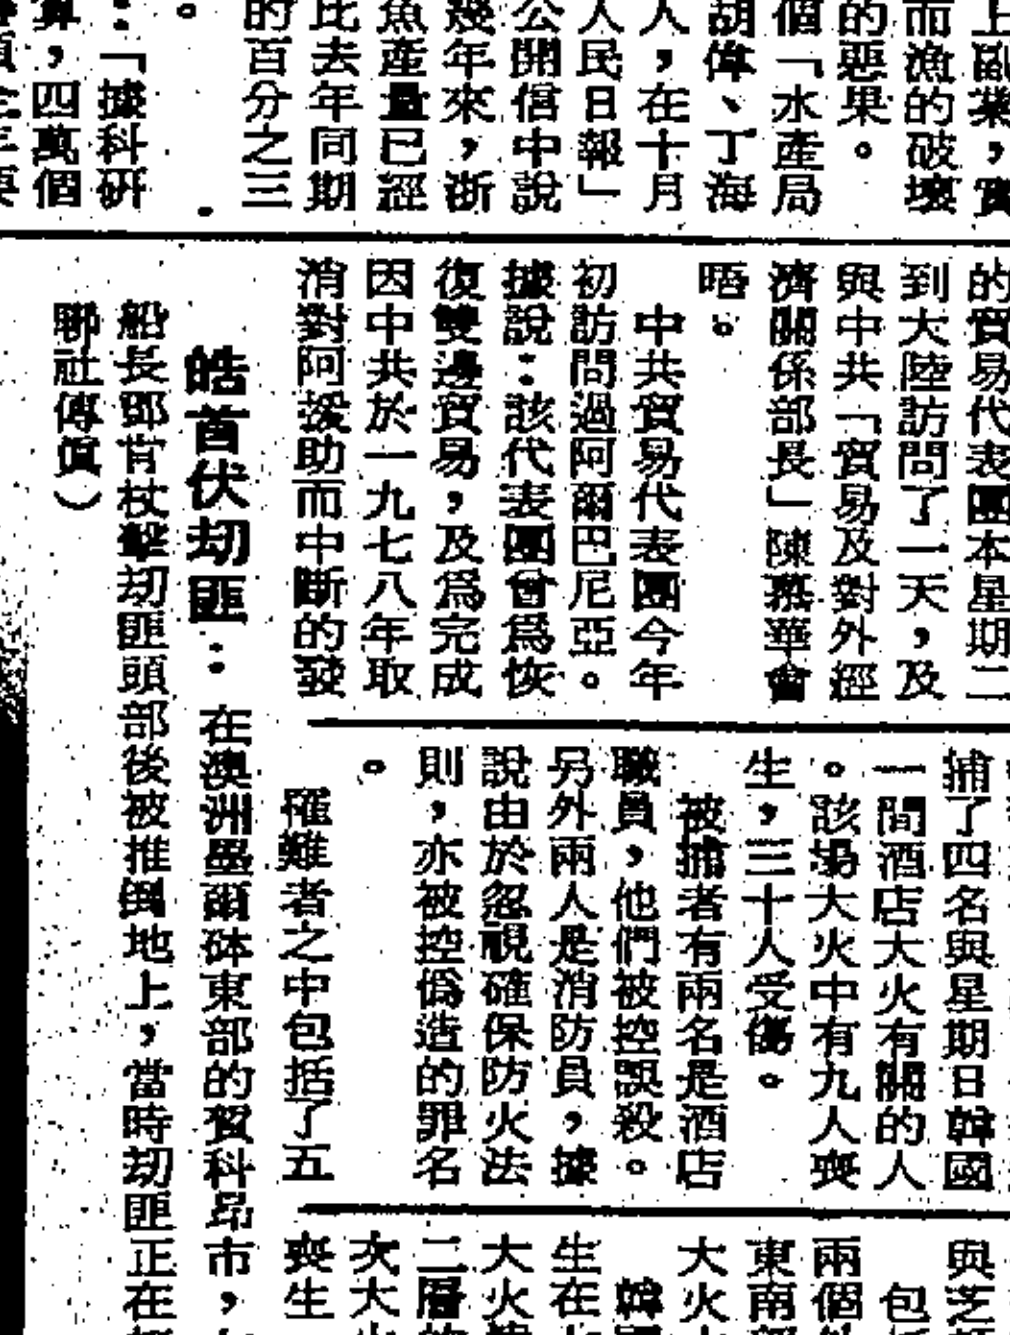 上副業，實
而漁的破壞
的惡果。
個「水產局
胡偉、丁海
人，在十月
人民日報」
公開信中說
幾年來，浙
魚產量已經
比去年同期
的百分之三
。
：「據科研
算，四萬個
的貿易代表團本星期二
到大陸訪問了一天，及
與中共「貿易及對外經
濟關係部長」陳慕華會
晤。
中共貿易代表團今年
初訪問過阿爾巴尼亞。
據說：該代表團會爲恢
復雙邊貿易，及爲完成
因中共於一九七八年取
消對阿援助而中斷的發
捕了四名與星期日韓國
一間酒店大火有關的人
。該場大火中有九人喪
生，三十人受傷。
被捕者有兩名是酒店
職員，他們被控誤殺。
另外兩人是消防員，據
說由於忽視確保防火法
則，亦被控僞造的罪名
。
罹難者之中包括了五
與芝
包
兩個
東南
大火
韓
生在
大火
二層的
次大火
喪生
皓首伏刧匪：在澳洲墨爾砵東部的賀科昂市，
船長鄧肯杖擊刧匪頭部後被推倒地上，當時刧匪正在
聯社傳眞）